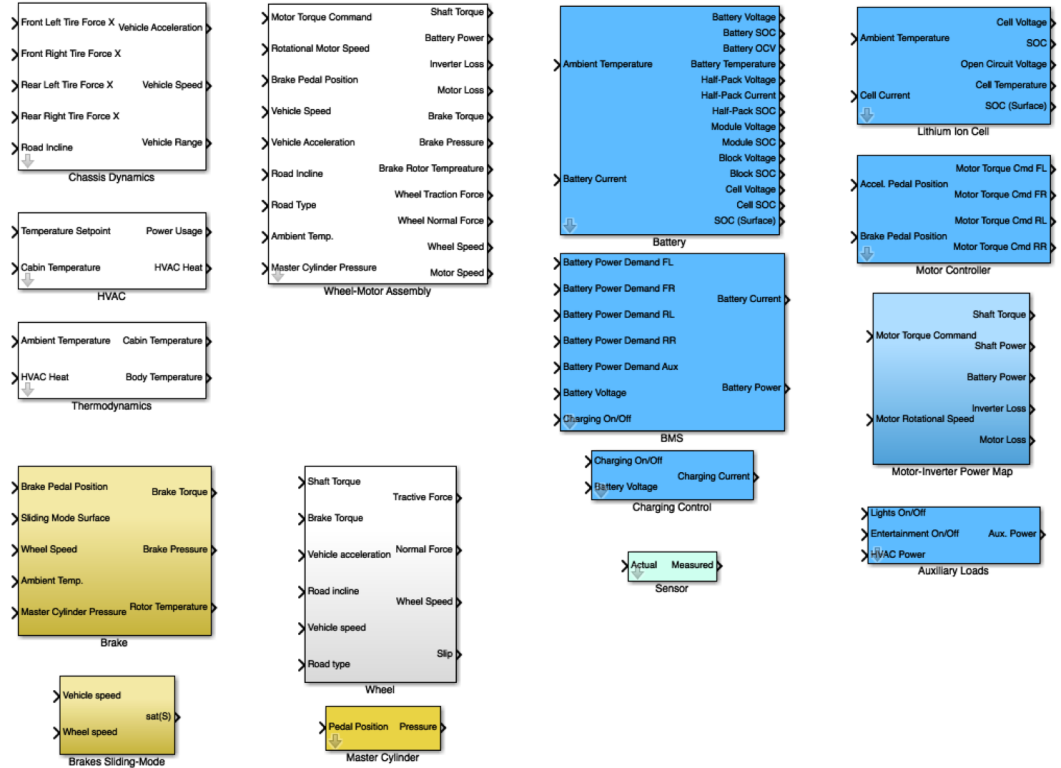 Front Left Tire Force X
Vehicle Acceleration
Front Right Tire Force X
Rear Left Tire Force X
Vehicle Speed
Rear Right Tire Force X
Road Incline
Vehicle Range
Chassis Dynamics
Temperature Setpoint
Power Usage
Cabin Temperature
HVAC Heat
HVAC
Ambient Temperature
Cabin Temperature
HVAC Heat
Body Temperature
Thermodynamics
Motor Torque Command
Rotational Motor Speed
Brake Pedal Position
Vehicle Speed
Vehicle Acceleration
Road Incline
Road Type
Ambient Temp.
Master Cylinder Pressure
Shaft Torque
Battery Power
Inverter Loss
Motor Loss
Brake Torque
Brake Pressure
Brake Rotor Tempreature
Wheel Traction Force
Wheel Normal Force
Wheel Speed
Motor Speed
Wheel-Motor Assembly
Ambient Temperature
Battery Current
Battery Voltage
Battery SOC
Battery OCV
Battery Temperature
Half-Pack Voltage
Half-Pack Current
Half-Pack SOC
Module Voltage
Module SOC
Block Voltage
Block SOC
Cell Voltage
Cell SOC
SOC (Surface)
Battery
Battery Power Demand FL
Battery Power Demand FR
Battery Power Demand RL
Battery Power Demand RR
Battery Power Demand Aux
Battery Voltage
Charging On/Off
Battery Current
Battery Power
BMS
Charging On/Off
Battery Voltage
Charging Current
Charging Control
Actual
Measured
Sensor
Ambient Temperature
Cell Current
Cell Voltage
SOC
Open Circuit Voltage
Cell Temperature
SOC (Surface)
Lithium Ion Cell
Accel. Pedal Position
Brake Pedal Position
Motor Torque Cmd FL
Motor Torque Cmd FR
Motor Torque Cmd RL
Motor Torque Cmd RR
Motor Controller
Motor Torque Command
Motor Rotational Speed
Shaft Torque
Shaft Power
Battery Power
Inverter Loss
Motor Loss
Motor-Inverter Power Map
Lights On/Off
Entertainment On/Off
HVAC Power
Aux. Power
Auxiliary Loads
Brake Pedal Position
Sliding Mode Surface
Wheel Speed
Ambient Temp.
Master Cylinder Pressure
Brake Torque
Brake Pressure
Rotor Temperature
Brake
Vehicle speed
Wheel speed
sat(S)
Brakes Sliding-Mode
Shaft Torque
Brake Torque
Vehicle acceleration
Road incline
Vehicle speed
Road type
Tractive Force
Normal Force
Wheel Speed
Slip
Wheel
Pedal Position
Pressure
Master Cylinder